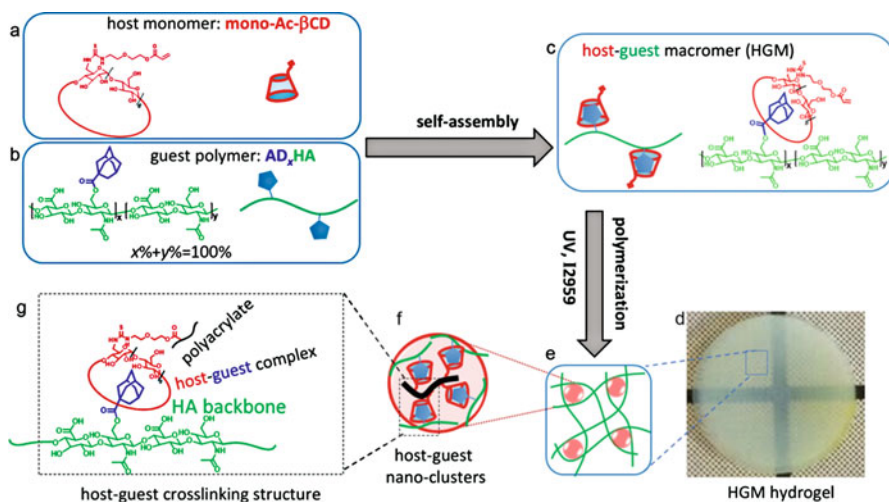 a
host monomer: mono-Ac-βCD
b
guest polymer: ADxHA
x%+y%=100%
self-assembly
c
host-guest macromer (HGM)
polymerization
UV, I2959
d
HGM hydrogel
e
f
host-guest
nano-clusters
g
polyacrylate
host-guest complex
HA backbone
host-guest crosslinking structure